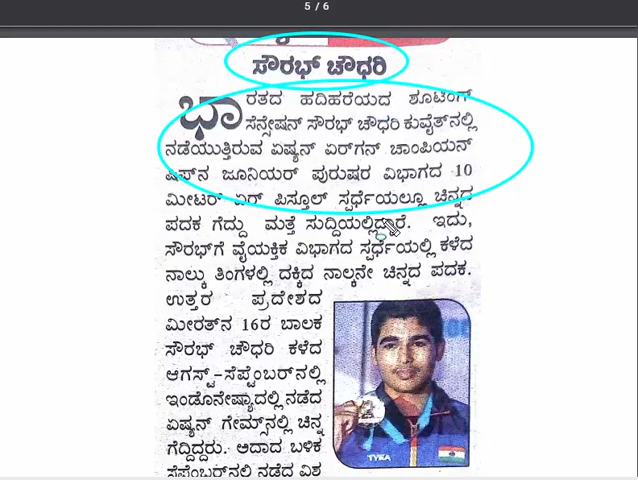 5 / 6
ಸೌರಭ್ ಚೌಧರಿ
ಭಾರತದ ಹದಿಹರೆಯದ ಶೂಟಿಂಗ್
ಸೆನ್ಸೇಷನ್ ಸೌರಭ್ ಚೌಧರಿ ಕುವೈತ್‌ನಲ್ಲಿ
ನಡೆಯುತ್ತಿರುವ ಏಷ್ಯನ್ ಏರ್‌ಗನ್ ಚಾಂಪಿಯನ್
ಷಿಪ್‌ನ ಜೂನಿಯರ್ ಪುರುಷರ ವಿಭಾಗದ 10
ಮೀಟರ್ ಏರ್ ಪಿಸ್ತೂಲ್ ಸ್ಪರ್ಧೆಯಲ್ಲೂ ಚಿನ್ನದ
ಪದಕ ಗೆದ್ದು ಮತ್ತೆ ಸುದ್ದಿಯಲ್ಲಿದ್ದಾರೆ. ಇದು,
ಸೌರಭ್‌ಗೆ ವೈಯಕ್ತಿಕ ವಿಭಾಗದ ಸ್ಪರ್ಧೆಯಲ್ಲಿ ಕಳೆದ
ನಾಲ್ಕು ತಿಂಗಳಲ್ಲಿ ದಕ್ಕಿದ ನಾಲ್ಕನೇ ಚಿನ್ನದ ಪದಕ.
ಉತ್ತರ ಪ್ರದೇಶದ
ಮೀರತ್‌ನ 16ರ ಬಾಲಕ
ಸೌರಭ್ ಚೌಧರಿ ಕಳೆದ
ಆಗಸ್ಟ್-ಸೆಪ್ಟೆಂಬರ್‌ನಲ್ಲಿ
ಇಂಡೊನೇಷ್ಯಾದಲ್ಲಿ ನಡೆದ
ಏಷ್ಯನ್ ಗೇಮ್ಸ್‌ನಲ್ಲಿ ಚಿನ್ನ
ಗೆದ್ದಿದ್ದರು. ಅದಾದ ಬಳಿಕ
ಸೆಪ್ಟೆಂಬರ್‌ನಲ್ಲಿ ನಡೆದ ವಿಶ್ವ
TYKA